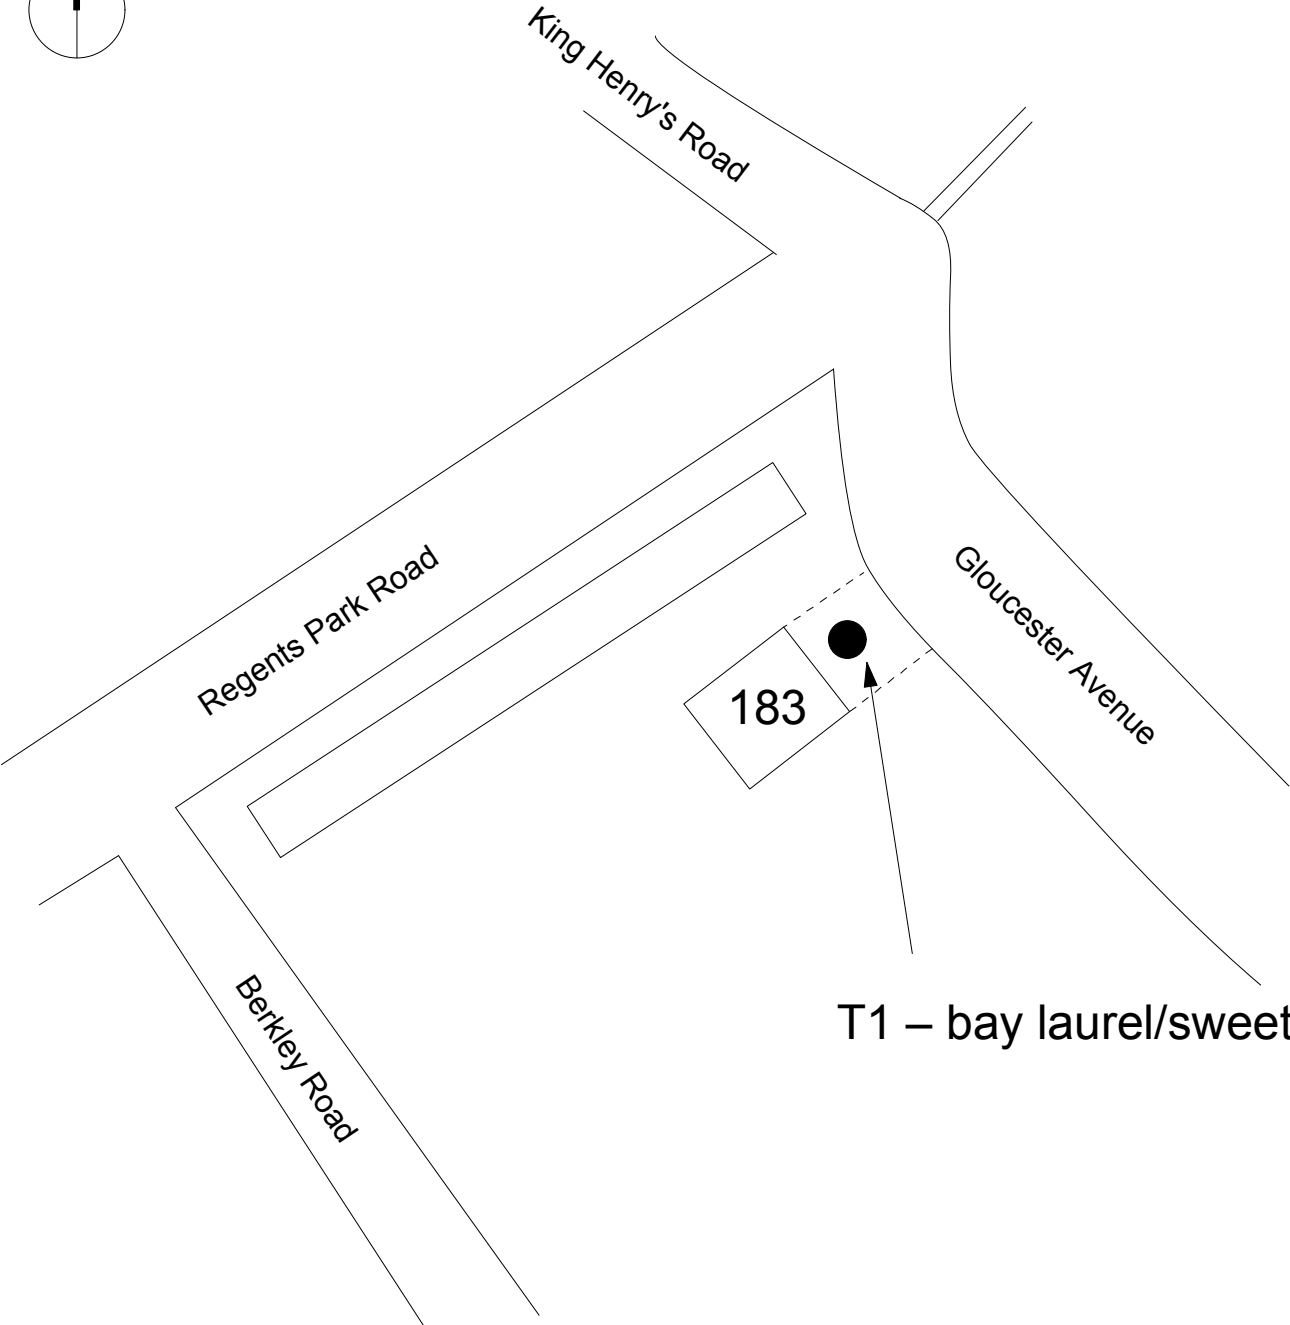 King Henry's Road
Regents Park Road
Gloucester Avenue
183
Berkley Road
T1 – bay laurel/sweet